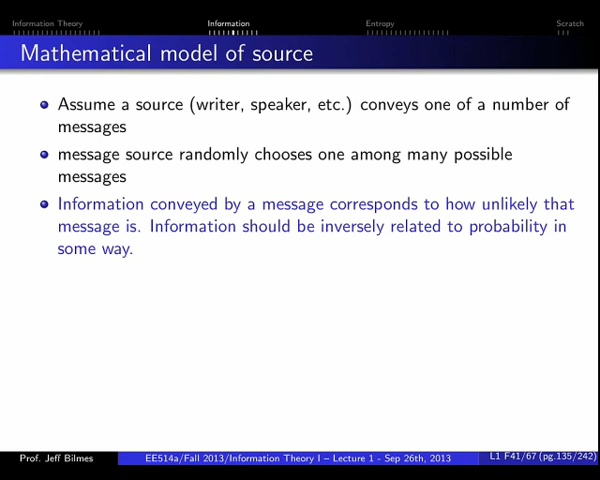 Information Theory Information Entropy Scratch
Mathematical model of source
Assume a source (writer, speaker, etc.) conveys one of a number of
messages
message source randomly chooses one among many possible
messages
Information conveyed by a message corresponds to how unlikely that
message is. Information should be inversely related to probability in
some way.
Prof. Jeff Bilmes EE514a/Fall 2013/Information Theory I – Lecture 1 - Sep 26th, 2013 L1 F41/67 (pg.135/242)